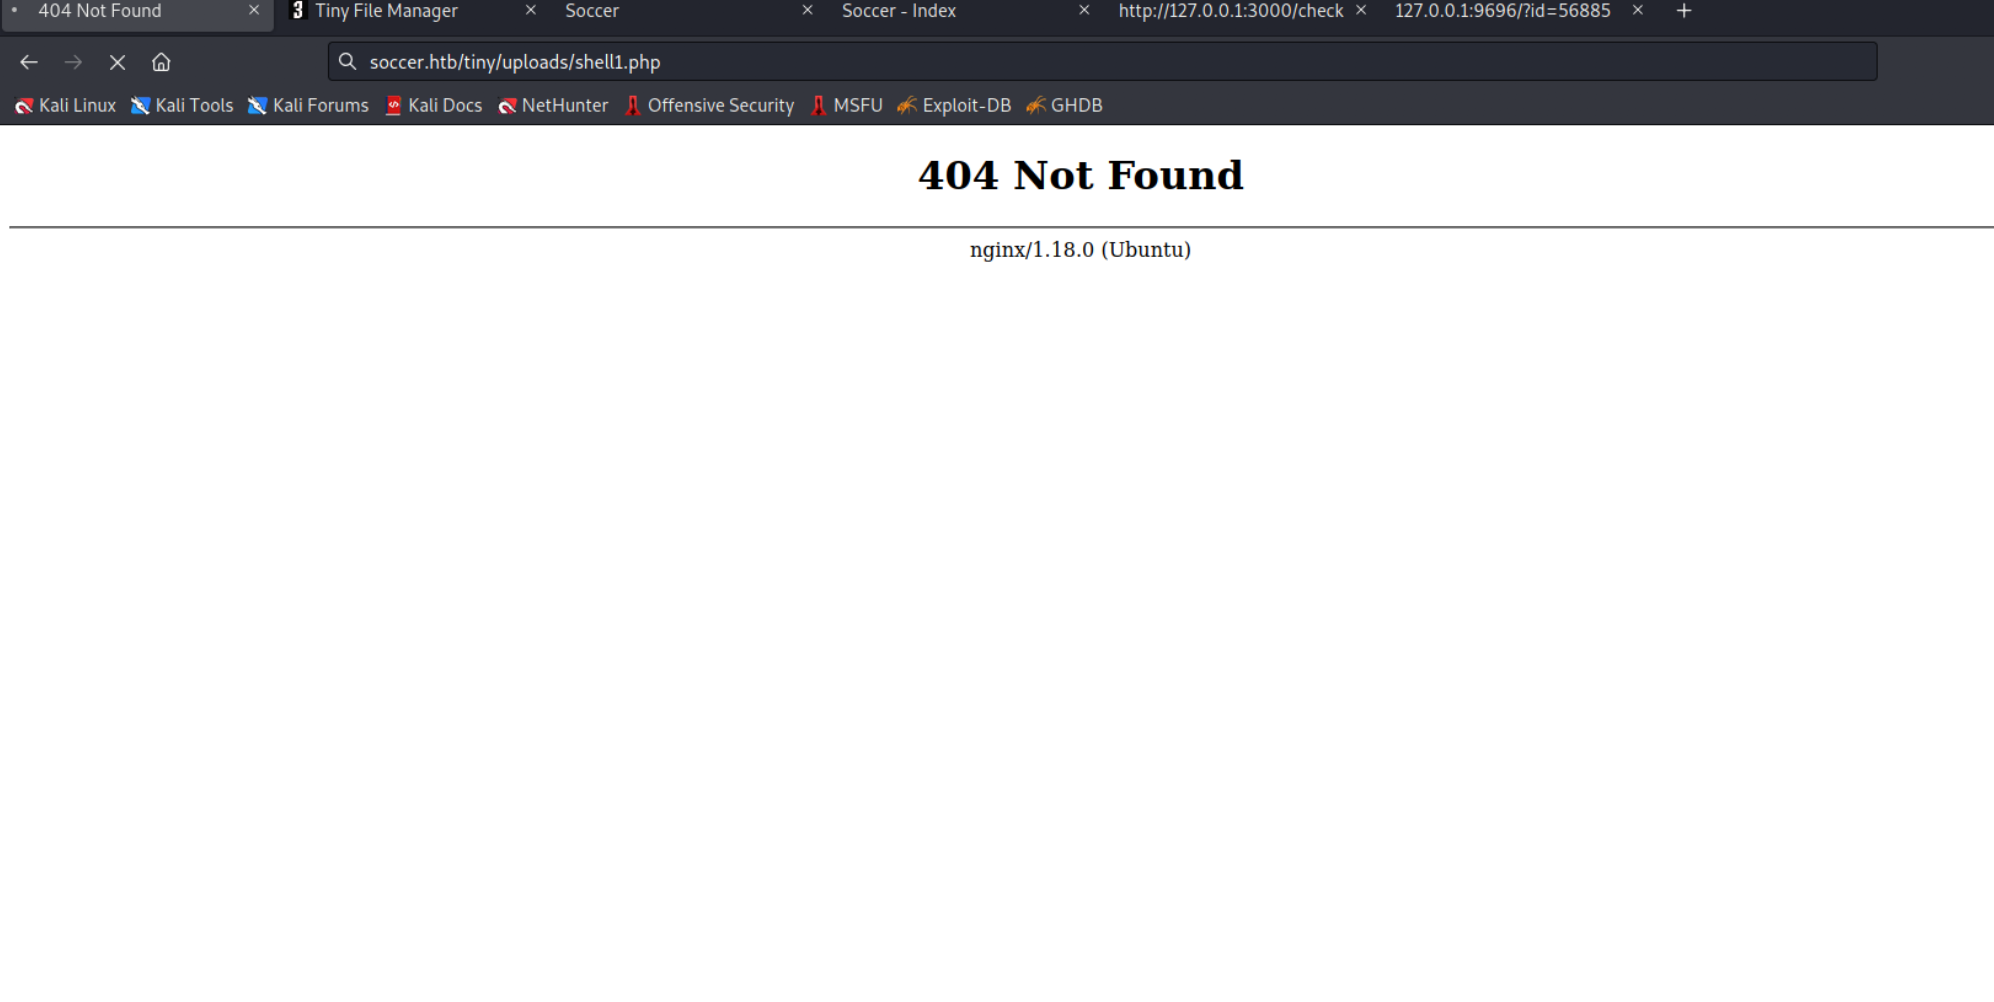 404 Not Found
Tiny File Manager
Soccer
Soccer - Index
http://127.0.0.1:3000/check
127.0.0.1:9696/?id=56885
soccer.htb/tiny/uploads/shell1.php
Kali Linux Kali Tools Kali Forums Kali Docs NetHunter Offensive Security MSFU Exploit-DB GHDB
404 Not Found
nginx/1.18.0 (Ubuntu)